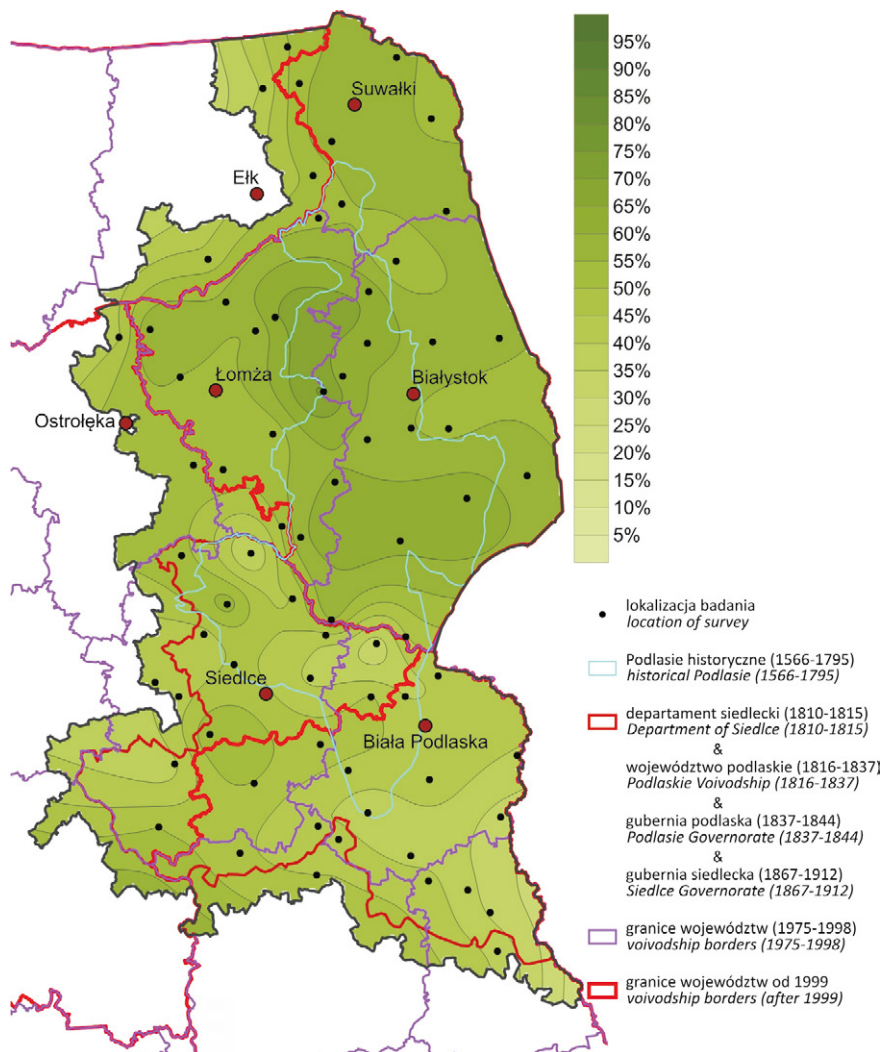 Suwałki
Ełk
Łomża
Białystok
Ostrołęka
Siedlce
Biała Podlaska
95%
90%
85%
80%
75%
70%
65%
60%
55%
50%
45%
40%
35%
30%
25%
20%
15%
10%
5%
lokalizacja badania
location of survey
Podlasie historyczne (1566-1795)
historical Podlasie (1566-1795)
departament siedlecki (1810-1815)
Department of Siedlce (1810-1815)
&
województwo podlaskie (1816-1837)
Podlaskie Voivodship (1816-1837)
&
gubernia podlaska (1837-1844)
Podlasie Governorate (1837-1844)
&
gubernia siedlecka (1867-1912)
Siedlce Governorate (1867-1912)
granice województw (1975-1998)
voivodship borders (1975-1998)
granice województw od 1999
voivodship borders (after 1999)